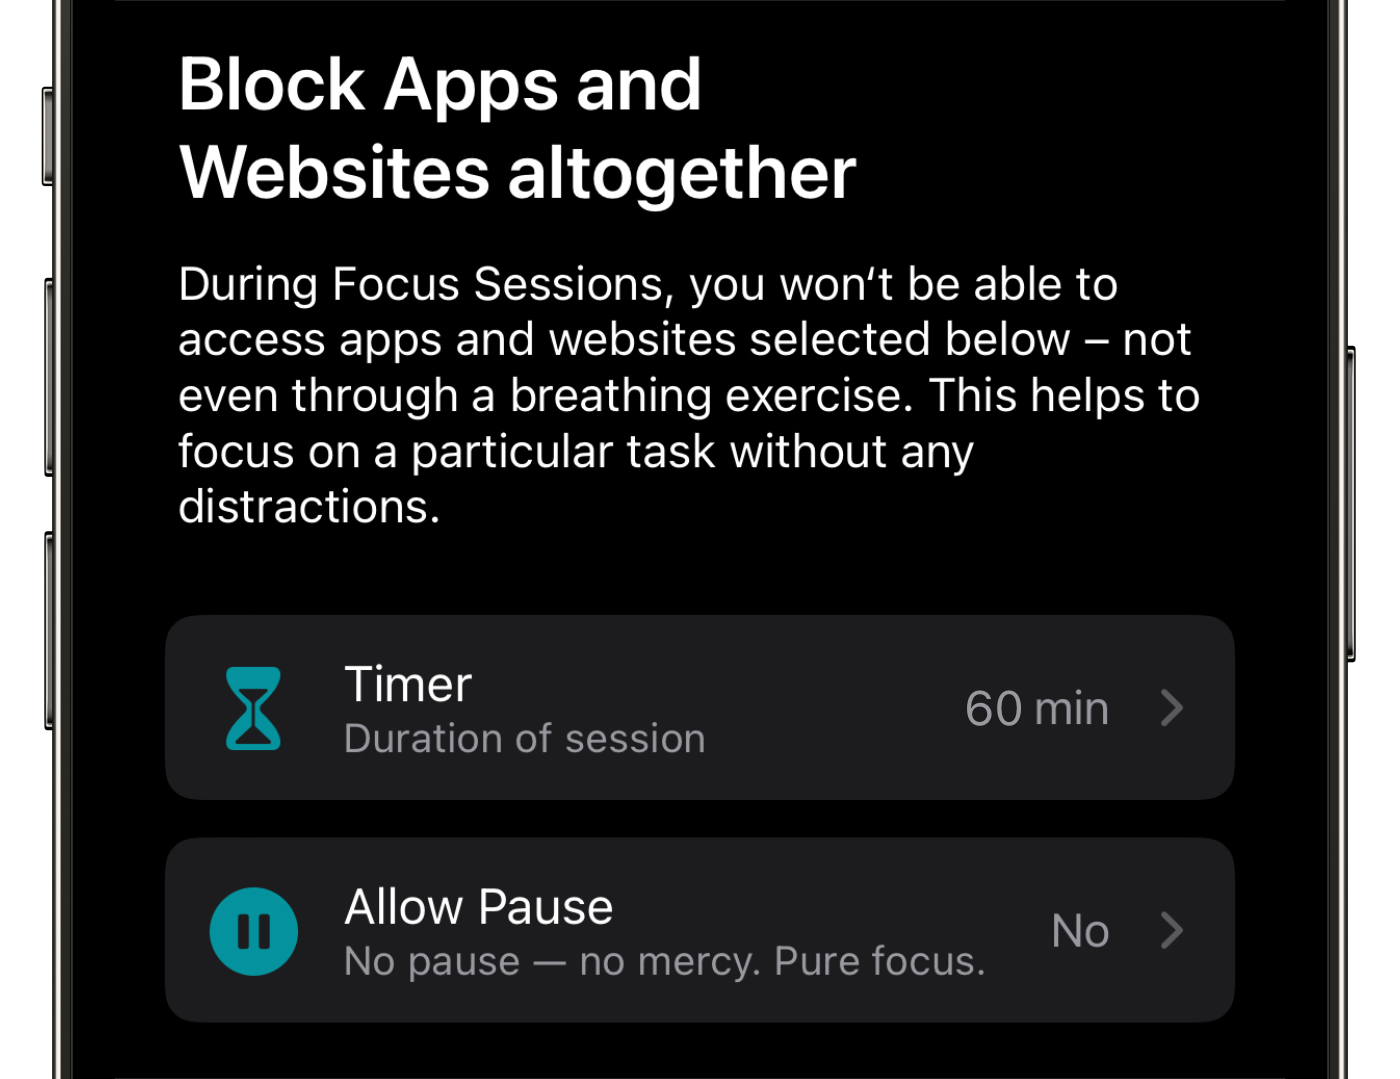 Block Apps and
Websites altogether
During Focus Sessions, you won‘t be able to
access apps and websites selected below – not
even through a breathing exercise. This helps to
focus on a particular task without any
distractions.
Timer
Duration of session
60 min
Allow Pause
No pause — no mercy. Pure focus.
No